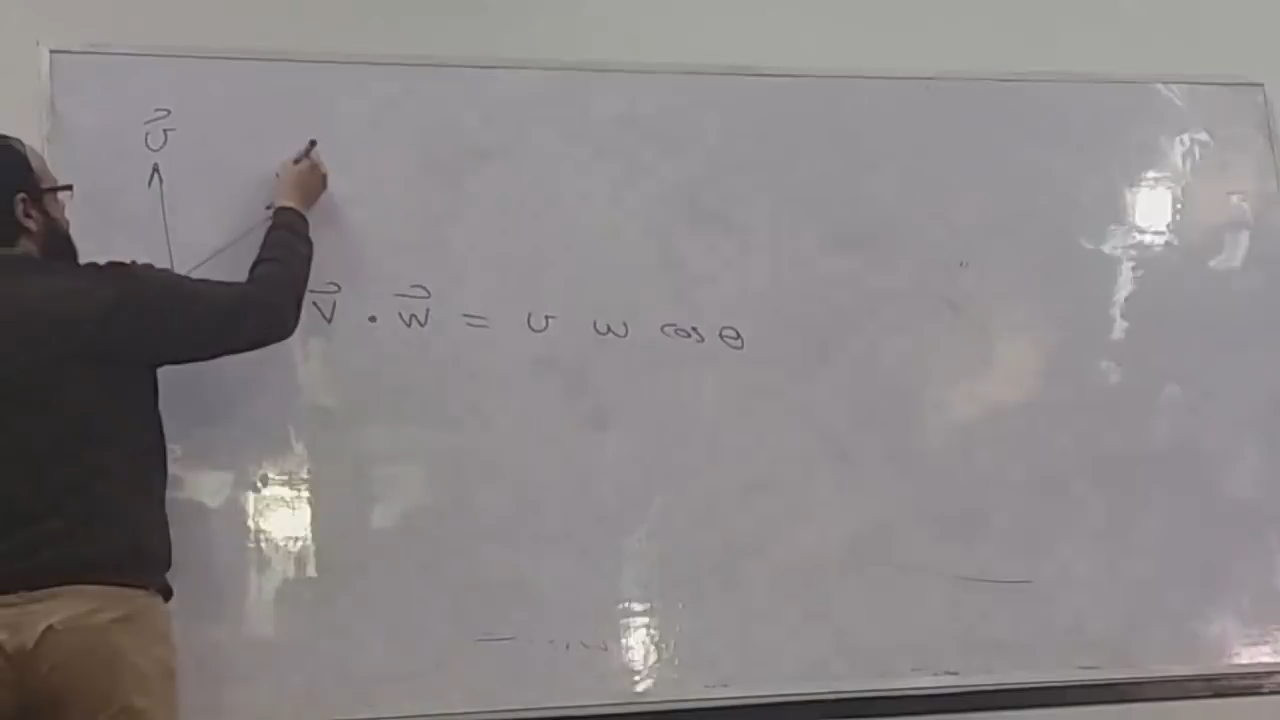 v⃗
v⃗ · w⃗ = v w cos θ